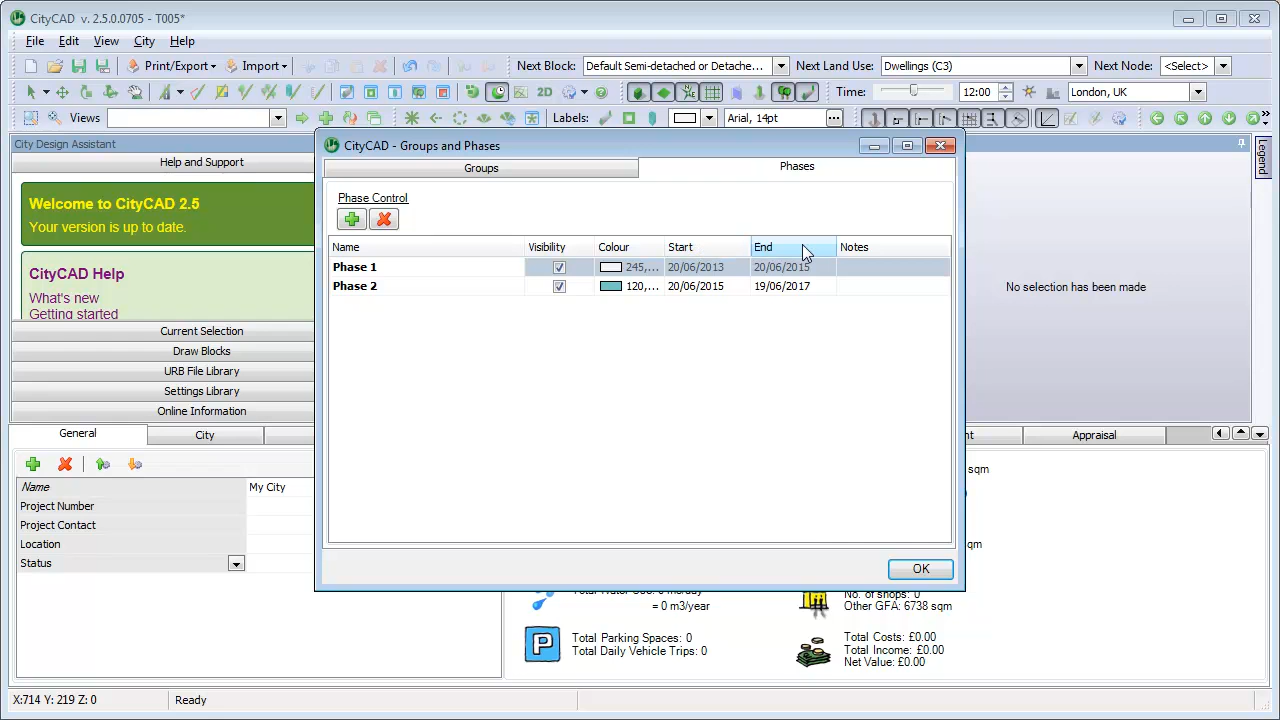 CityCAD v. 2.5.0.0705 - T005*
File Edit View City Help
Print/Export Import Next Block: Default Semi-detached or Detache... Next Land Use: Dwellings (C3) Next Node: <Select>
2D Time: 12:00 London, UK
Views Labels: Arial, 14pt ...
City Design Assistant
Help and Support
Welcome to CityCAD 2.5
Your version is up to date.
CityCAD Help
What's new
Getting started
Current Selection
Draw Blocks
URB File Library
Settings Library
Online Information
General City
Name My City
Project Number
Project Contact
Location
Status
CityCAD - Groups and Phases
Groups Phases
Phase Control
Name Visibility Colour Start End Notes
Phase 1 245,... 20/06/2013 20/06/2015
Phase 2 120,... 20/06/2015 19/06/2017
OK
Legend
No selection has been made
nt Appraisal
sqm
sqm
= 0 m3/year
No. of shops: 0
Other GFA: 6738 sqm
P
Total Parking Spaces: 0
Total Daily Vehicle Trips: 0
Total Costs: £0.00
Total Income: £0.00
Net Value: £0.00
X:714 Y: 219 Z: 0 Ready